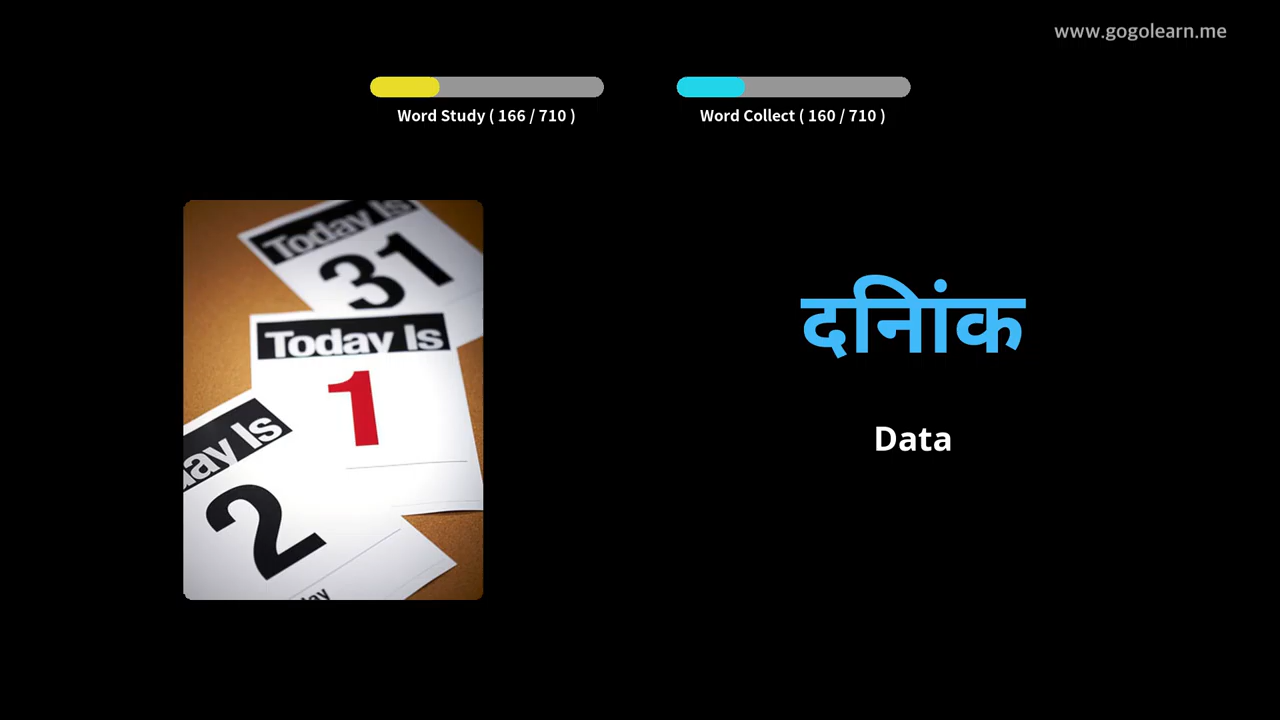 www.gogolearn.me
Word Study ( 166 / 710 )
Word Collect ( 160 / 710 )
Today Is
31
Today Is
1
ay Is
2
दनिांक
Data